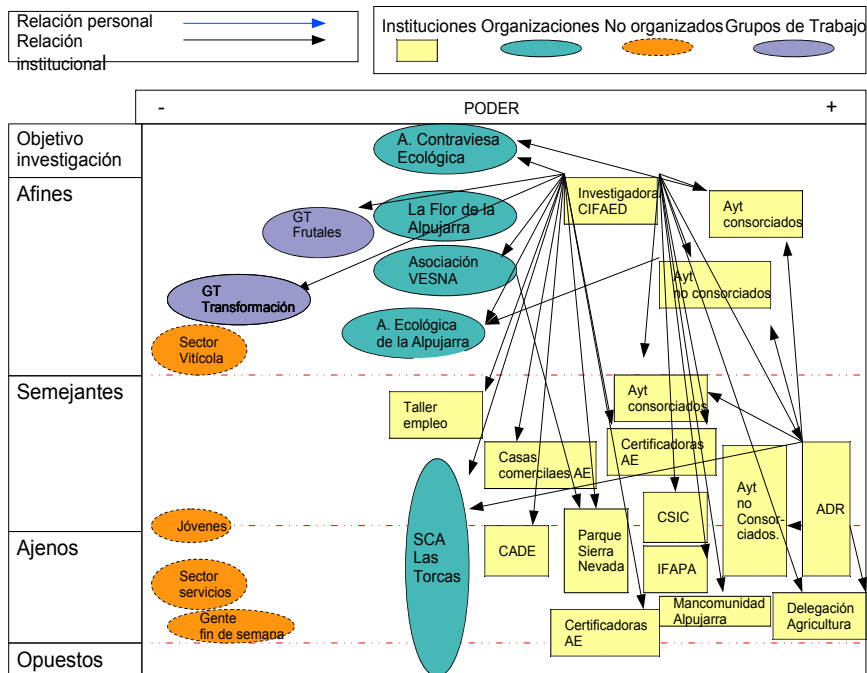 Relación personal
Relación
institucional
Instituciones Organizaciones No organizados Grupos de Trabajo
-
PODER
+
Objetivo
investigación
A. Contraviesa
Ecológica
Afines
Investigadora
CIFAED
Ayt
consorciados
La Flor de la
Alpujarra
GT
Frutales
Asociación
VESNA
Ayt
no consorciados
GT
Transformación
A. Ecológica
de la Alpujarra
Sector
Vitícola
Semejantes
Ayt
consorciados
Taller
empleo
Casas
comercilaes AE
Certificadoras
AE
Ayt
no
Consor-
ciados.
ADR
CSIC
Jóvenes
SCA
Las
Torcas
Parque
Sierra
Nevada
Ajenos
CADE
IFAPA
Sector
servicios
Gente
fin de semana
Certificadoras
AE
Mancomunidad
Alpujarra
Delegación
Agricultura
Opuestos